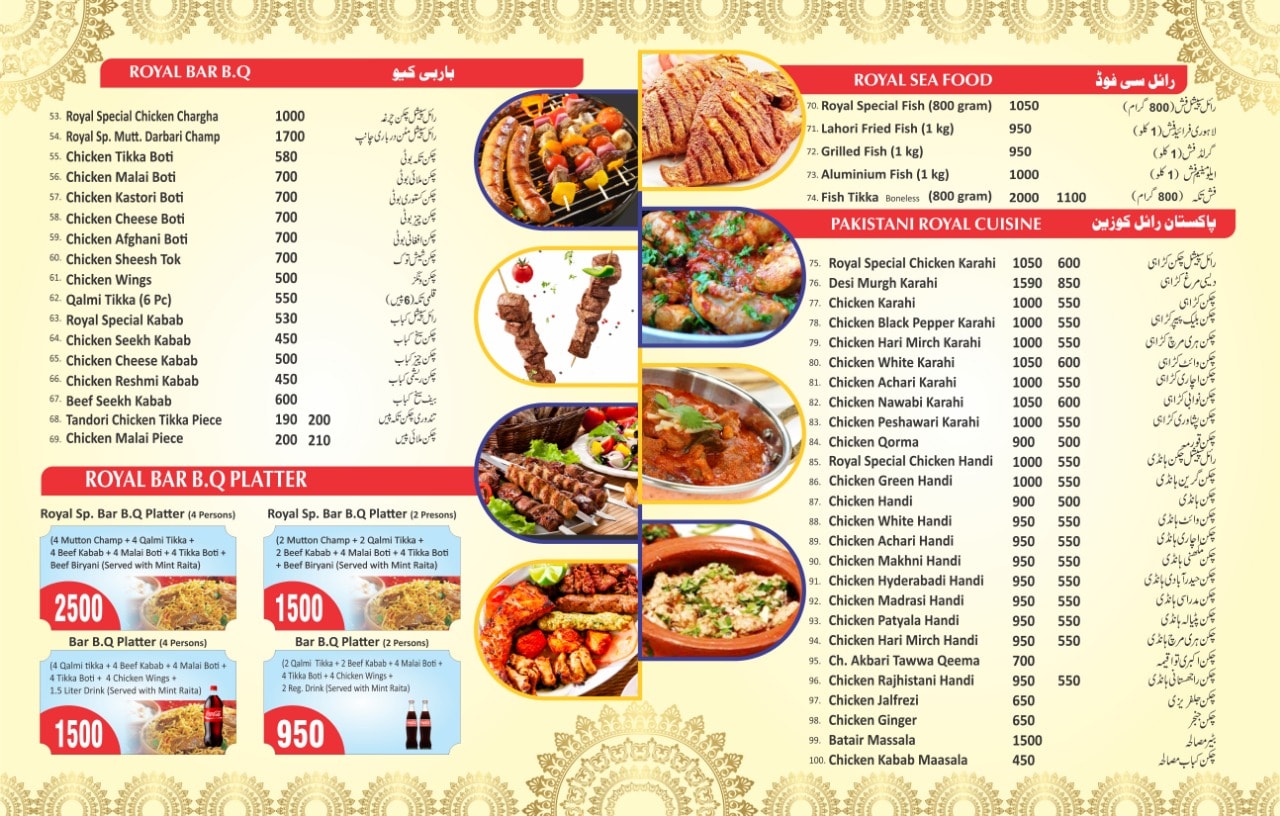 ROYAL BAR B.Q باربی کیو
53. Royal Special Chicken Chargha 1000 رائل سپیشل چکن چرغہ
54. Royal Sp. Mutt. Darbari Champ 1700 رائل سپیشل مٹن درباری چانپ
55. Chicken Tikka Boti 580 چکن تکہ بوٹی
56. Chicken Malai Boti 700 چکن ملائی بوٹی
57. Chicken Kastori Boti 700 چکن کستوری بوٹی
58. Chicken Cheese Boti 700 چکن چیز بوٹی
59. Chicken Afghani Boti 700 چکن افغانی بوٹی
60. Chicken Sheesh Tok 700 چکن شیش ٹوک
61. Chicken Wings 500 چکن ونگز
62. Qalmi Tikka (6 Pc) 550 قلمی تکہ (6 پیس)
63. Royal Special Kabab 530 رائل سپیشل کباب
64. Chicken Seekh Kabab 450 چکن سیخ کباب
65. Chicken Cheese Kabab 500 چکن چیز کباب
66. Chicken Reshmi Kabab 450 چکن ریشمی کباب
67. Beef Seekh Kabab 600 بیف سیخ کباب
68. Tandori Chicken Tikka Piece 190 200 تندوری چکن تکہ پیس
69. Chicken Malai Piece 200 210 چکن ملائی پیس
ROYAL BAR B.Q PLATTER
Royal Sp. Bar B.Q Platter (4 Persons)
(4 Mutton Champ + 4 Qalmi Tikka +
4 Beef Kabab + 4 Malai Boti + 4 Tikka Boti +
Beef Biryani (Served with Mint Raita)
2500
Royal Sp. Bar B.Q Platter (2 Presons)
(2 Mutton Champ + 2 Qalmi Tikka +
2 Beef Kabab + 4 Malai Boti + 4 Tikka Boti
+ Beef Biryani (Served with Mint Raita)
1500
Bar B.Q Platter (4 Persons)
(4 Qalmi tikka + 4 Beef Kabab + 4 Malai Boti +
4 Tikka Boti + 4 Chicken Wings +
1.5 Liter Drink (Served with Mint Raita)
1500
Bar B.Q Platter (2 Persons)
(2 Qalmi Tikka + 2 Beef Kabab + 4 Malai Boti
4 Tikka Boti + 4 Chicken Wings +
2 Reg. Drink (Served with Mint Raita)
950
ROYAL SEA FOOD رائل سی فوڈ
70. Royal Special Fish (800 gram) 1050 رائل سپیشل فش (800 گرام)
71. Lahori Fried Fish (1 kg) 950 لاہوری فرائیڈ فش (1 کلو)
72. Grilled Fish (1 kg) 950 گرلڈ فش (1 کلو)
73. Aluminium Fish (1 kg) 1000 ایلومینیم فش (1 کلو)
74. Fish Tikka Boneless (800 gram) 2000 1100 فش تکہ (800 گرام)
PAKISTANI ROYAL CUISINE پاکستان رائل کوزین
75. Royal Special Chicken Karahi 1050 600 رائل سپیشل چکن کڑاہی
76. Desi Murgh Karahi 1590 850 دیسی مرغ کڑاہی
77. Chicken Karahi 1000 550 چکن کڑاہی
78. Chicken Black Pepper Karahi 1000 550 چکن بلیک پیپر کڑاہی
79. Chicken Hari Mirch Karahi 1000 550 چکن ہری مرچ کڑاہی
80. Chicken White Karahi 1050 600 چکن وائٹ کڑاہی
81. Chicken Achari Karahi 1000 550 چکن اچاری کڑاہی
82. Chicken Nawabi Karahi 1050 600 چکن نوابی کڑاہی
83. Chicken Peshawari Karahi 1000 550 چکن پشاوری کڑاہی
84. Chicken Qorma 900 500 چکن قورمہ
85. Royal Special Chicken Handi 1000 550 رائل سپیشل چکن ہانڈی
86. Chicken Green Handi 1000 550 چکن گرین ہانڈی
87. Chicken Handi 900 500 چکن ہانڈی
88. Chicken White Handi 950 550 چکن وائٹ ہانڈی
89. Chicken Achari Handi 950 550 چکن اچاری ہانڈی
90. Chicken Makhni Handi 950 550 چکن مکھنی ہانڈی
91. Chicken Hyderabadi Handi 950 550 چکن حیدرآبادی ہانڈی
92. Chicken Madrasi Handi 950 550 چکن مدراسی ہانڈی
93. Chicken Patyala Handi 950 550 چکن پٹیالہ ہانڈی
94. Chicken Hari Mirch Handi 950 550 چکن ہری مرچ ہانڈی
95. Ch. Akbari Tawwa Qeema 700 چکن اکبری توا قیمہ
96. Chicken Rajhistani Handi 950 550 چکن راجھستانی ہانڈی
97. Chicken Jalfrezi 650 چکن جلفریزی
98. Chicken Ginger 650 چکن جنجر
99. Batair Massala 1500 بٹیر مصالحہ
100. Chicken Kabab Maasala 450 چکن کباب مصالحہ